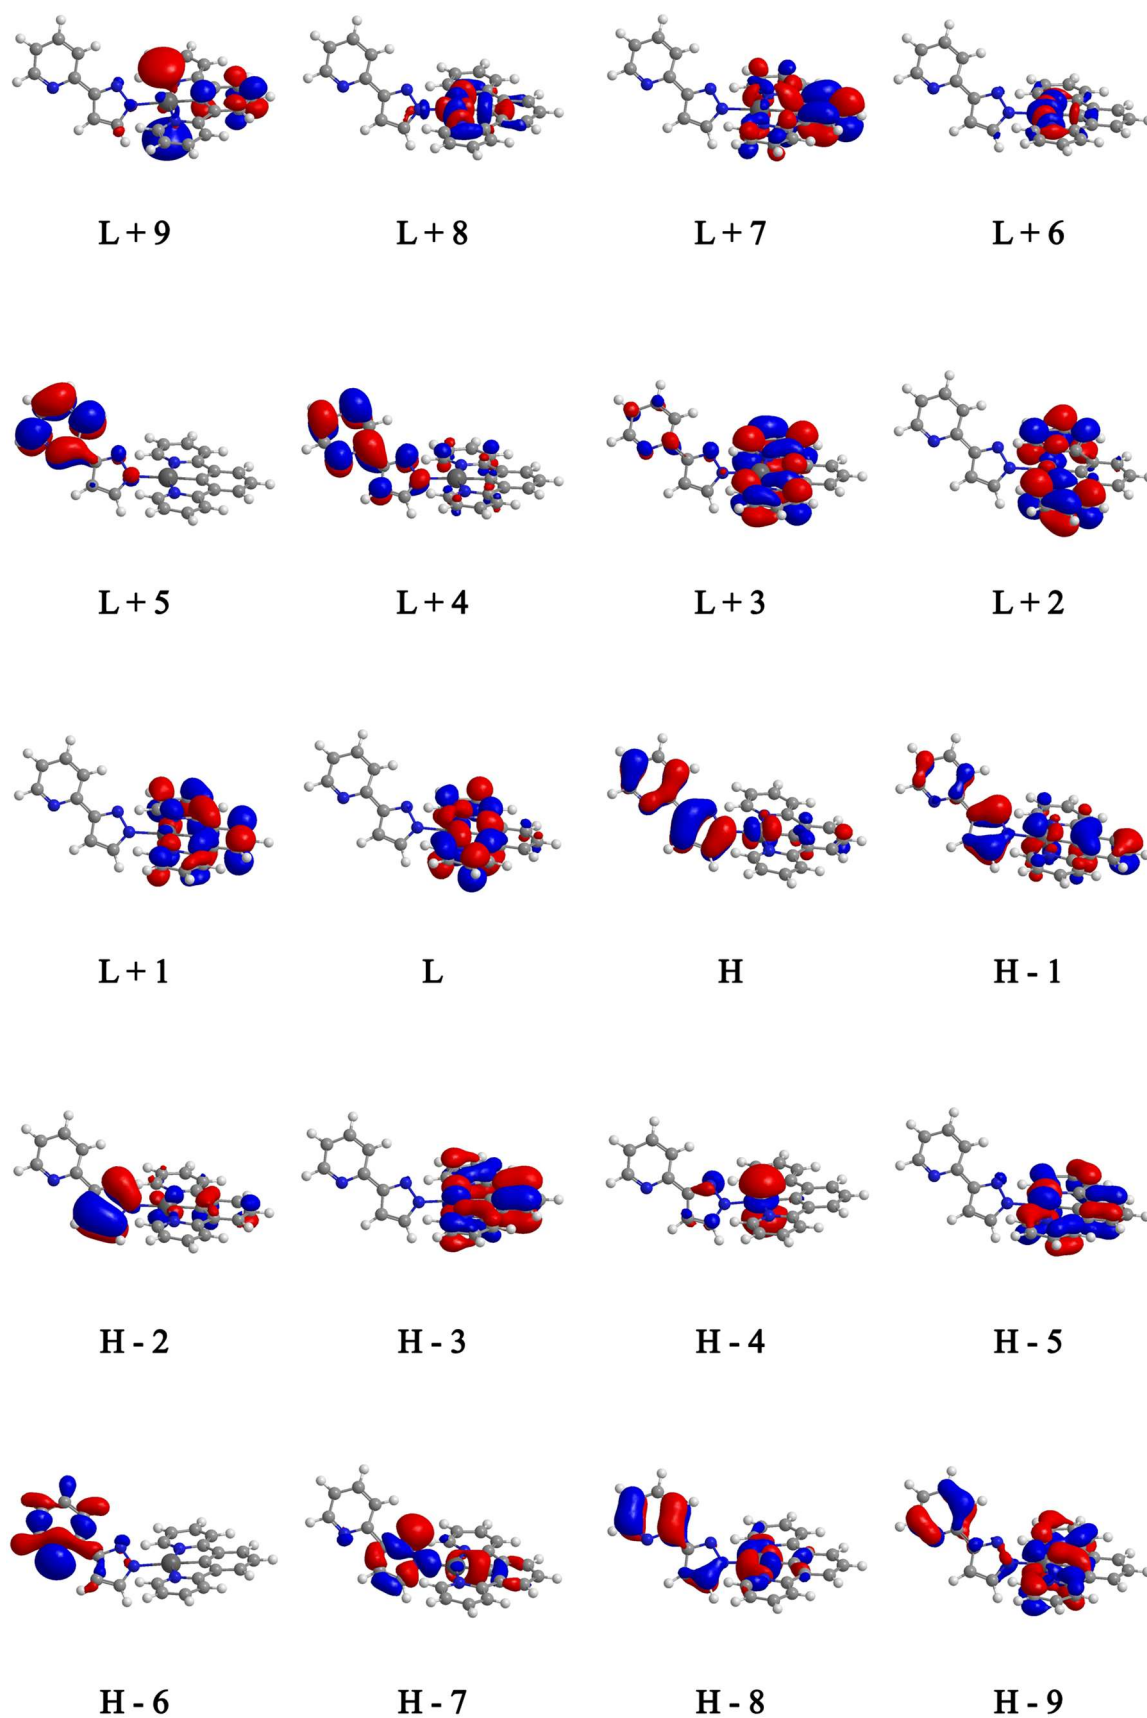 L + 9 L + 8 L + 7 L + 6
L + 5 L + 4 L + 3 L + 2
L + 1 L H H - 1
H - 2 H - 3 H - 4 H - 5
H - 6 H - 7 H - 8 H - 9